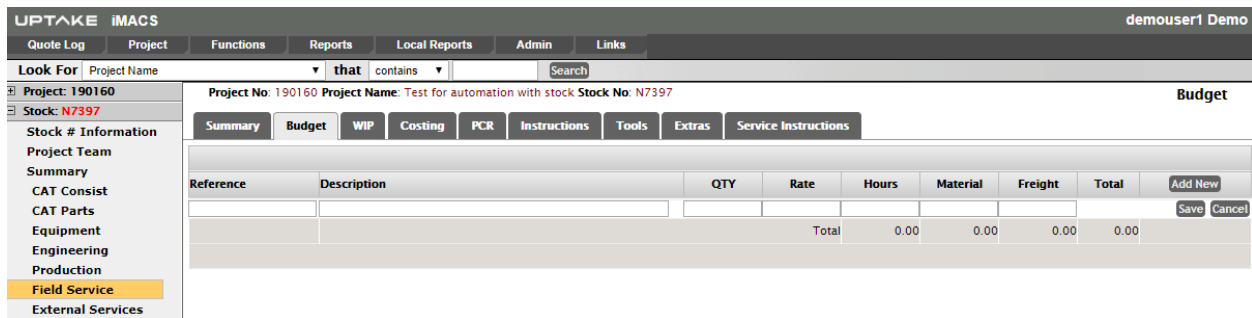 UPTAKE iMACS demouser1 Demo
Quote Log Project Functions Reports Local Reports Admin Links
Look For Project Name that contains Search
Project: 190160
Project No: 190160 Project Name: Test for automation with stock Stock No: N7397 Budget
Stock: N7397
Summary Budget WIP Costing PCR Instructions Tools Extras Service Instructions
Stock # Information
Project Team
Summary
Reference Description QTY Rate Hours Material Freight Total Add New
CAT Consist
CAT Parts Save Cancel
Equipment Total 0.00 0.00 0.00 0.00
Engineering
Production
Field Service
External Services